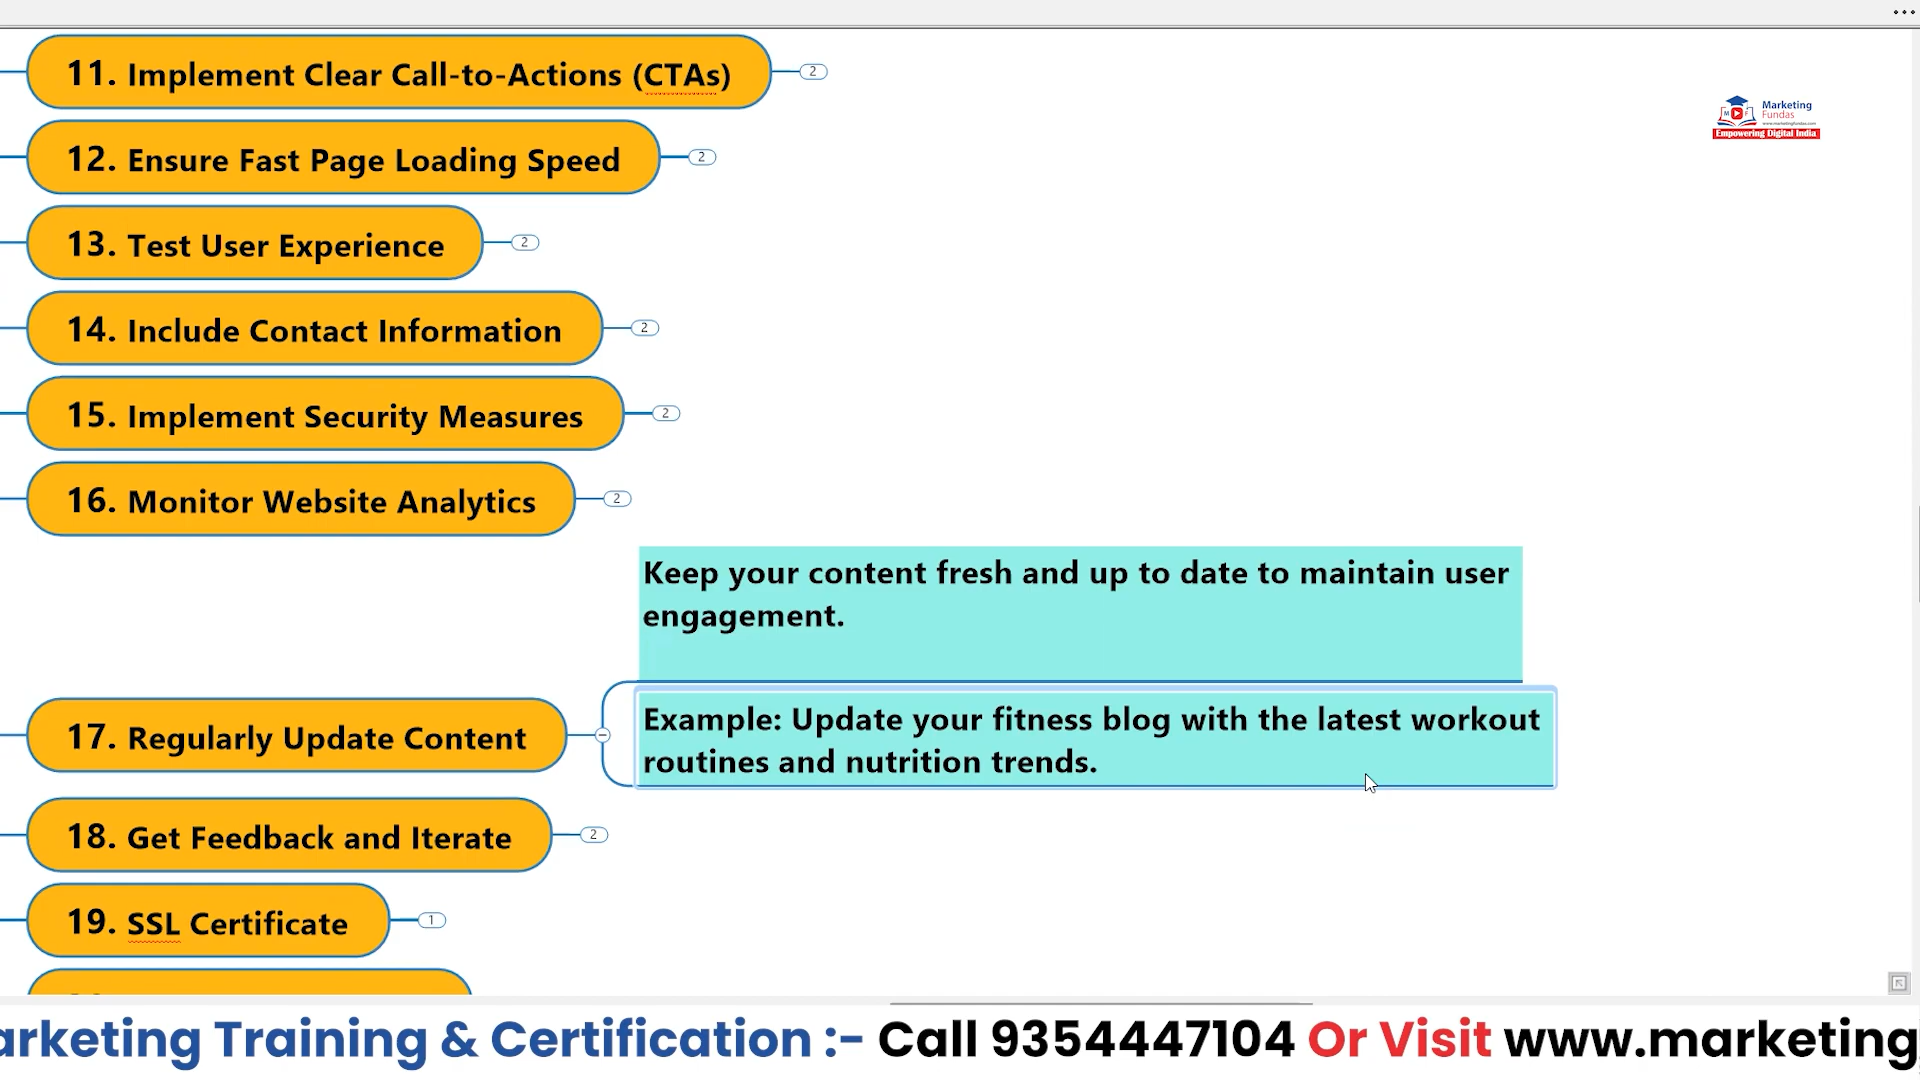 11. Implement Clear Call-to-Actions (CTAs)
2
Marketing
Fundas
www.marketingfundas.com
Empowering Digital India
12. Ensure Fast Page Loading Speed
2
13. Test User Experience
2
14. Include Contact Information
2
15. Implement Security Measures
2
16. Monitor Website Analytics
2
Keep your content fresh and up to date to maintain user
engagement.
17. Regularly Update Content
Example: Update your fitness blog with the latest workout
routines and nutrition trends.
18. Get Feedback and Iterate
2
19. SSL Certificate
1
arketing Training & Certification :- Call 9354447104 Or Visit www.marketing